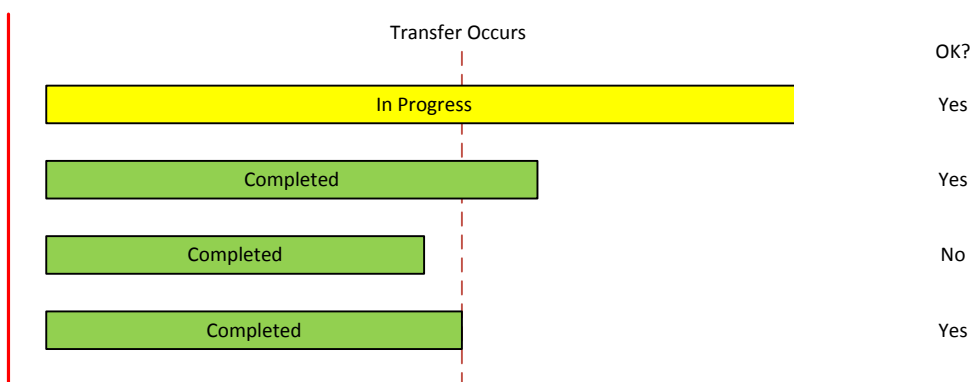 Transfer Occurs
OK?
In Progress
Yes
Completed
Yes
Completed
No
Completed
Yes